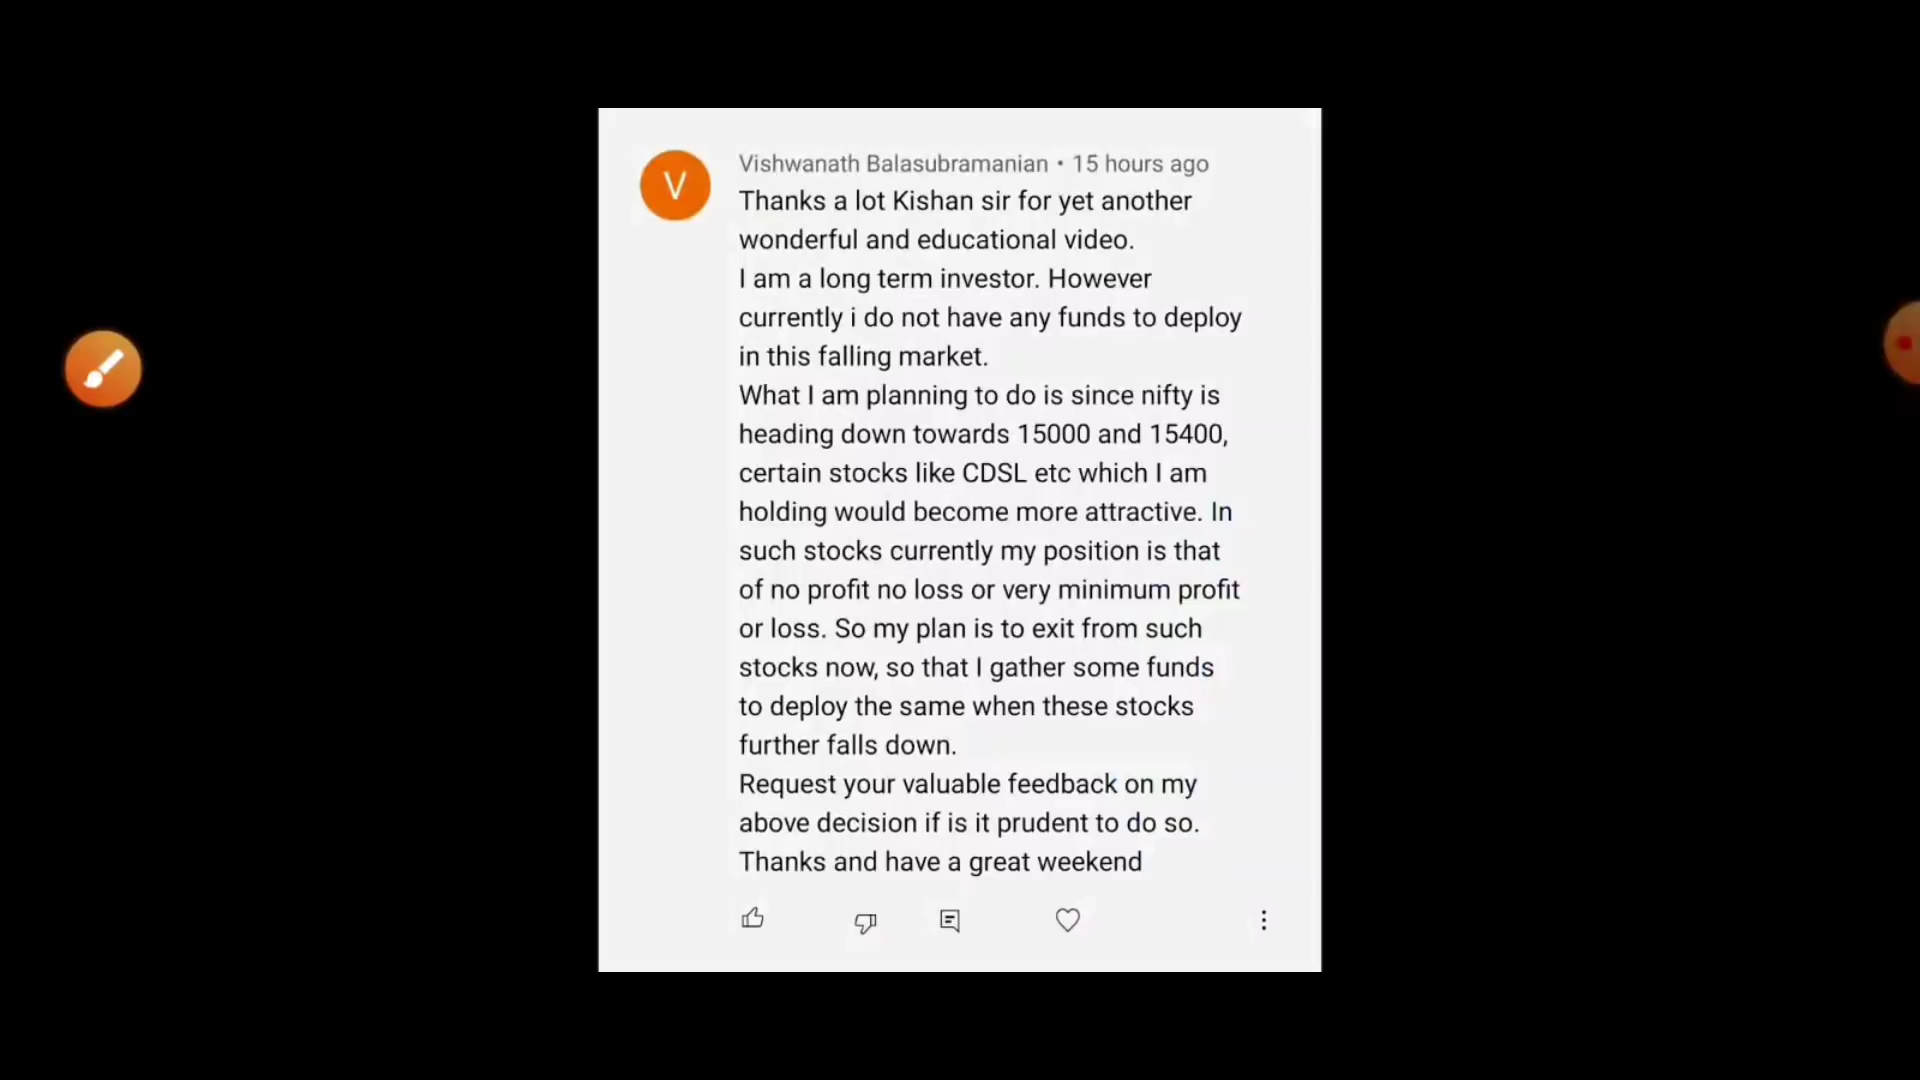 V
Vishwanath Balasubramanian • 15 hours ago
Thanks a lot Kishan sir for yet another
wonderful and educational video.
I am a long term investor. However
currently i do not have any funds to deploy
in this falling market.
What I am planning to do is since nifty is
heading down towards 15000 and 15400,
certain stocks like CDSL etc which I am
holding would become more attractive. In
such stocks currently my position is that
of no profit no loss or very minimum profit
or loss. So my plan is to exit from such
stocks now, so that I gather some funds
to deploy the same when these stocks
further falls down.
Request your valuable feedback on my
above decision if is it prudent to do so.
Thanks and have a great weekend